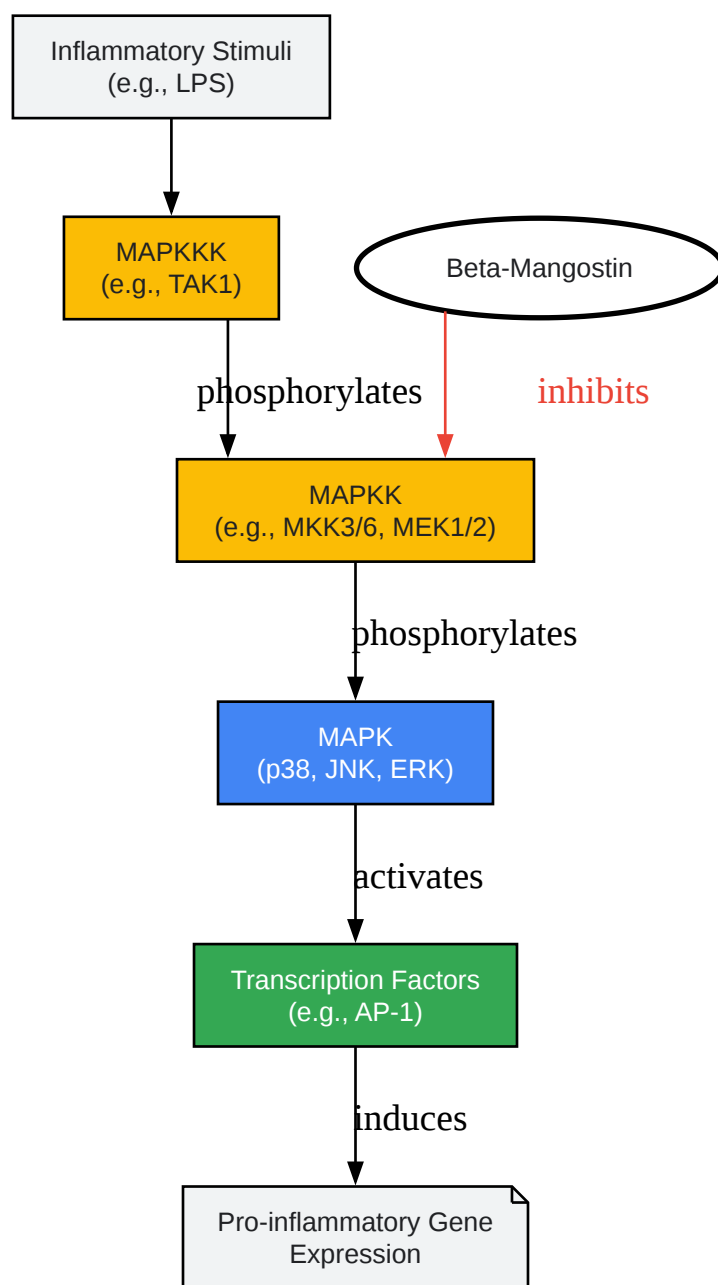 Inflammatory Stimuli
(e.g., LPS)
MAPKKK
(e.g., TAK1)
Beta-Mangostin
phosphorylates
inhibits
MAPKK
(e.g., MKK3/6, MEK1/2)
phosphorylates
MAPK
(p38, JNK, ERK)
activates
Transcription Factors
(e.g., AP-1)
induces
Pro-inflammatory Gene
Expression